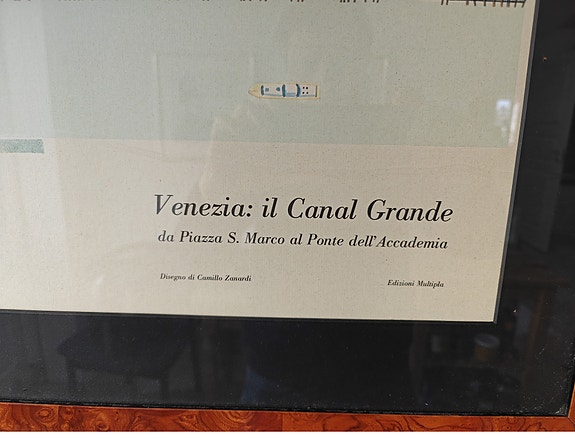 Venezia: il Canal Grande
da Piazza S. Marco al Ponte dell'Accademia
Disegno di Camillo Zanardi
Edizioni Multipla